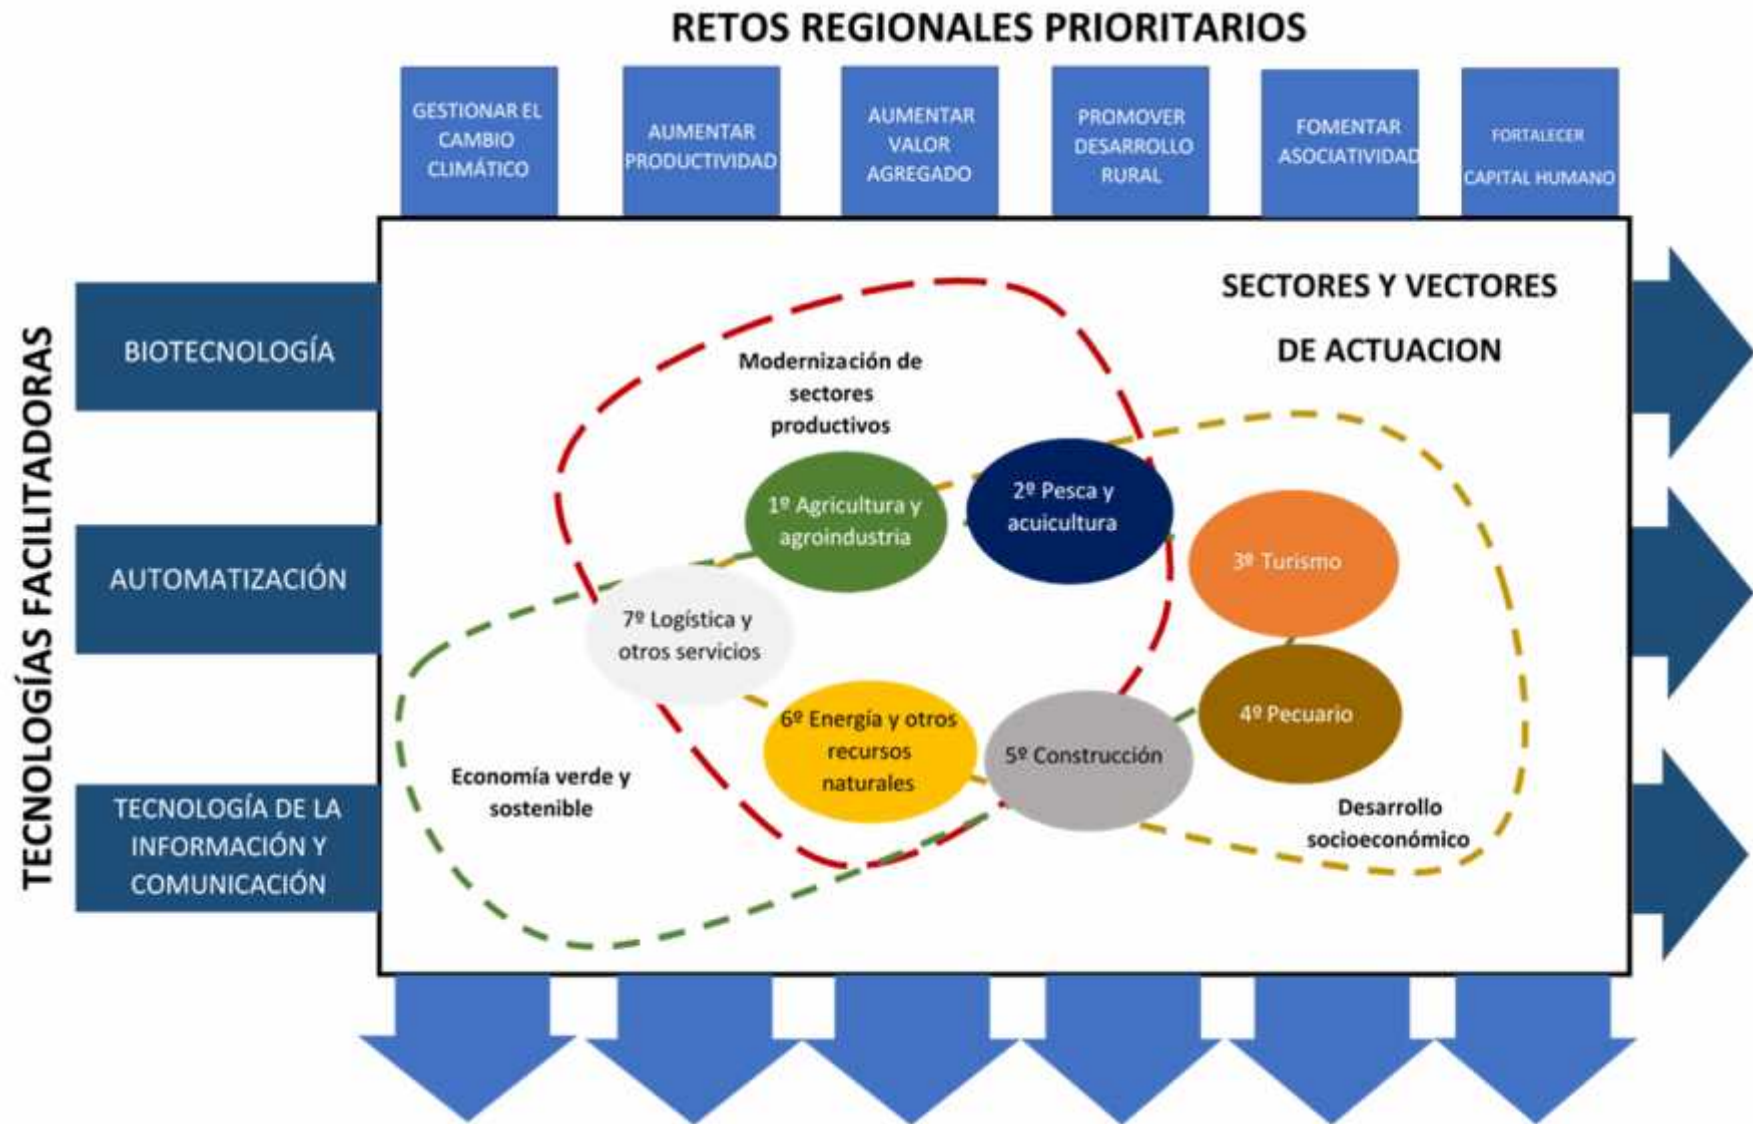 RETOS REGIONALES PRIORITARIOS
GESTIONAR EL
CAMBIO
CLIMÁTICO
AUMENTAR
PRODUCTIVIDAD
AUMENTAR
VALOR
AGREGADO
PROMOVER
DESARROLLO
RURAL
FOMENTAR
ASOCIATIVIDAD
FORTALECER
CAPITAL HUMANO
TECNOLOGÍAS FACILITADORAS
BIOTECNOLOGÍA
AUTOMATIZACIÓN
TECNOLOGÍA DE LA
INFORMACIÓN Y
COMUNICACIÓN
SECTORES Y VECTORES
DE ACTUACION
Modernización de
sectores
productivos
1º Agricultura y
agroindustria
2º Pesca y
acuicultura
3º Turismo
4º Pecuario
5º Construcción
6º Energía y otros
recursos
naturales
7º Logística y
otros servicios
Economía verde y
sostenible
Desarrollo
socioeconómico